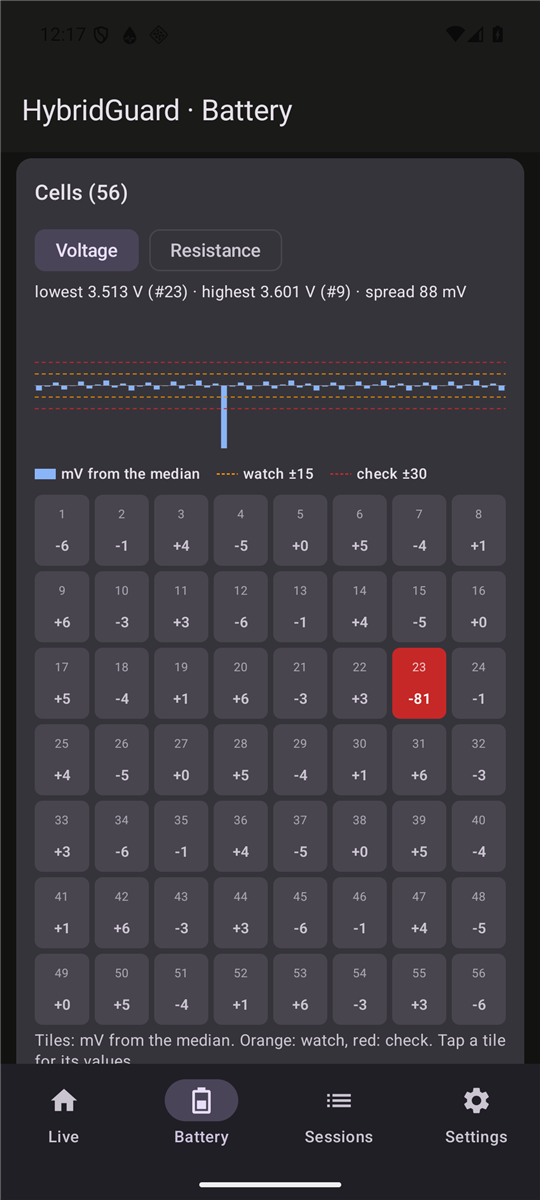 12:17
HybridGuard · Battery
Cells (56)
Voltage Resistance
lowest 3.513 V (#23) · highest 3.601 V (#9) · spread 88 mV
mV from the median watch ±15 check ±30
1 2 3 4 5 6 7 8
-6 -1 +4 -5 +0 +5 -4 +1
9 10 11 12 13 14 15 16
+6 -3 +3 -6 -1 +4 -5 +0
17 18 19 20 21 22 23 24
+5 -4 +1 +6 -3 +3 -81 -1
25 26 27 28 29 30 31 32
+4 -5 +0 +5 -4 +1 +6 -3
33 34 35 36 37 38 39 40
+3 -6 -1 +4 -5 +0 +5 -4
41 42 43 44 45 46 47 48
+1 +6 -3 +3 -6 -1 +4 -5
49 50 51 52 53 54 55 56
+0 +5 -4 +1 +6 -3 +3 -6
Tiles: mV from the median. Orange: watch, red: check. Tap a tile
for its values
Live Battery Sessions Settings